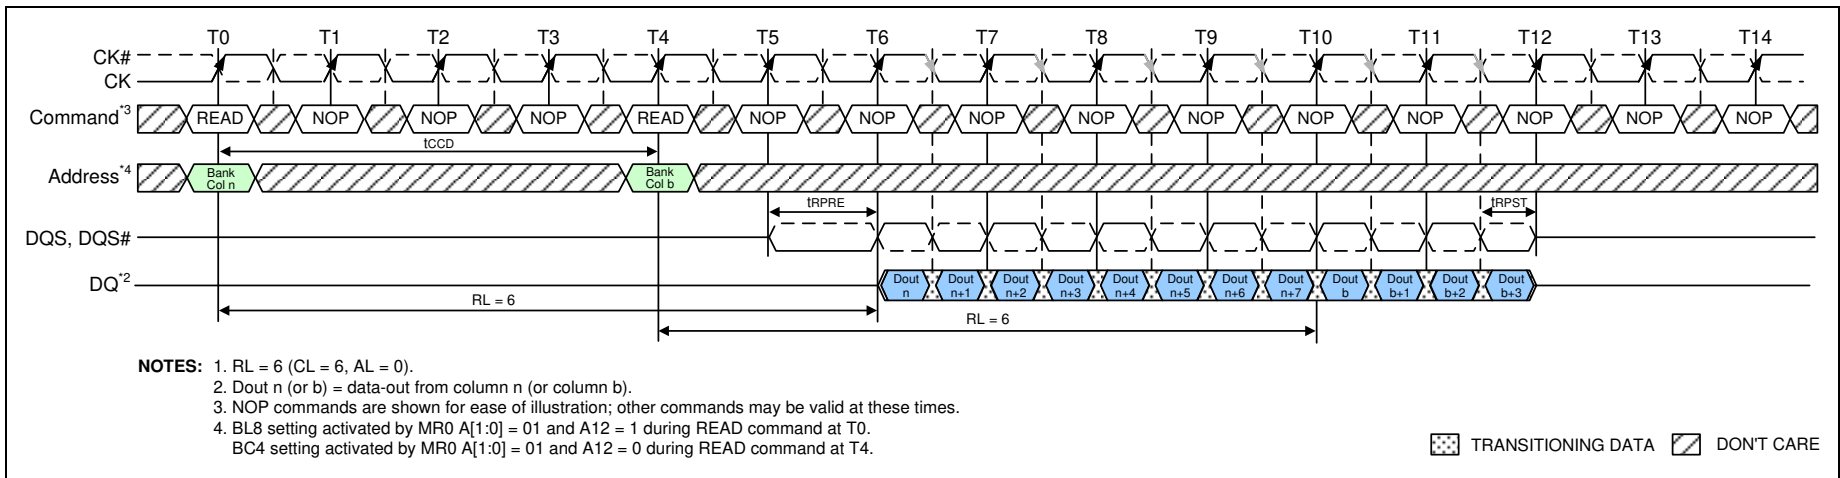 T0 T1 T2 T3 T4 T5 T6 T7 T8 T9 T10 T11 T12 T13 T14
CK#
CK
Command*3 READ NOP NOP NOP READ NOP NOP NOP NOP NOP NOP NOP NOP NOP NOP
tCCD
Address*4 Bank Col n Bank Col b
tRPRE tRPST
DQS, DQS#
DQ*2 Dout n Dout n+1 Dout n+2 Dout n+3 Dout n+4 Dout n+5 Dout n+6 Dout n+7 Dout b Dout b+1 Dout b+2 Dout b+3
RL = 6
RL = 6
NOTES: 1. RL = 6 (CL = 6, AL = 0).
2. Dout n (or b) = data-out from column n (or column b).
3. NOP commands are shown for ease of illustration; other commands may be valid at these times.
4. BL8 setting activated by MR0 A[1:0] = 01 and A12 = 1 during READ command at T0.
BC4 setting activated by MR0 A[1:0] = 01 and A12 = 0 during READ command at T4.
TRANSITIONING DATA DON'T CARE